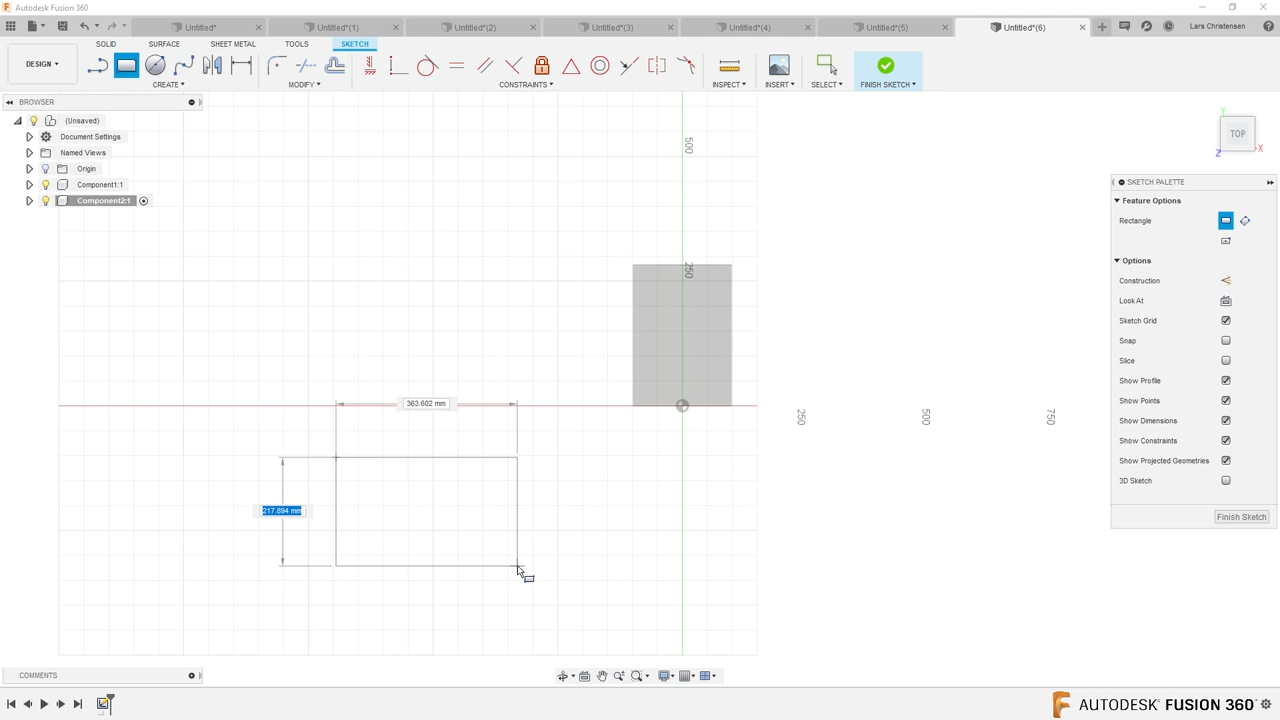 Autodesk Fusion 360
Untitled*
Untitled*(1)
Untitled*(2)
Untitled*(3)
Untitled*(4)
Untitled*(5)
Untitled*(6)
Lars Christensen
SOLID
SURFACE
SHEET METAL
TOOLS
SKETCH
DESIGN
CREATE
MODIFY
CONSTRAINTS
INSPECT
INSERT
SELECT
FINISH SKETCH
BROWSER
(Unsaved)
Document Settings
Named Views
Origin
Component1:1
Component2:1
500
250
TOP
Y
X
Z
SKETCH PALETTE
Feature Options
Rectangle
Options
Construction
Look At
Sketch Grid
Snap
Slice
Show Profile
Show Points
Show Dimensions
Show Constraints
Show Projected Geometries
3D Sketch
Finish Sketch
363.602 mm
250
500
750
217.894 mm
COMMENTS
AUTODESK FUSION 360